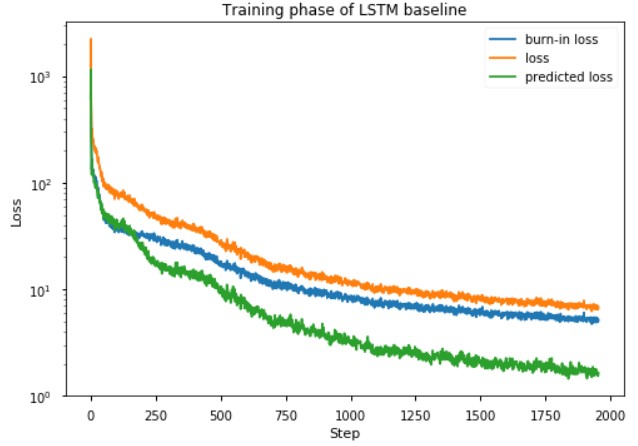 Training phase of LSTM baseline
burn-in loss
loss
predicted loss
Loss
10³
10²
10¹
10⁰
0 250 500 750 1000 1250 1500 1750 2000
Step